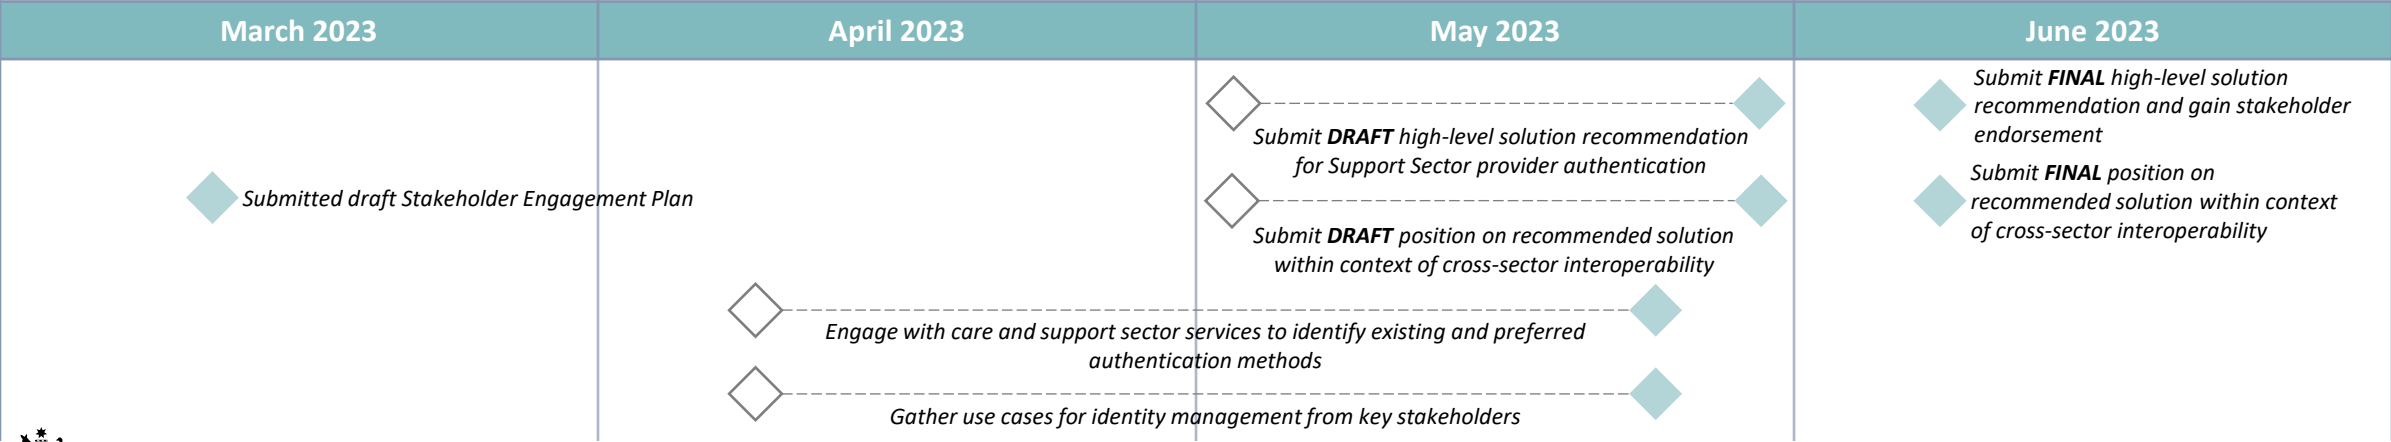 March 2023
April 2023
May 2023
June 2023
Submitted draft Stakeholder Engagement Plan
Submit DRAFT high-level solution recommendation
for Support Sector provider authentication
Submit DRAFT position on recommended solution
within context of cross-sector interoperability
Engage with care and support sector services to identify existing and preferred
authentication methods
Gather use cases for identity management from key stakeholders
Submit FINAL high-level solution
recommendation and gain stakeholder
endorsement
Submit FINAL position on
recommended solution within context
of cross-sector interoperability